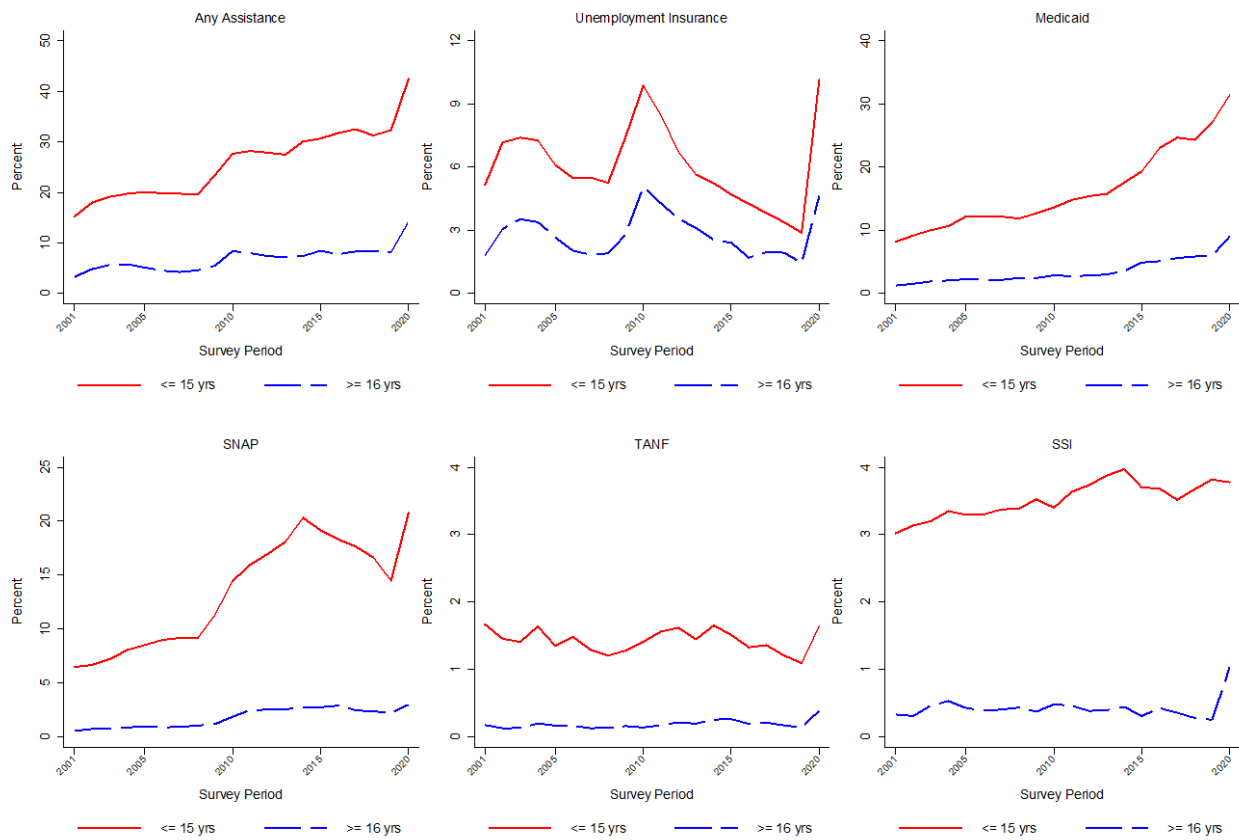 Any Assistance
50
40
30
20
10
0
Percent
2001
2005
2010
2015
2020
Survey Period
<= 15 yrs >= 16 yrs
Unemployment Insurance
12
9
6
3
0
Percent
2001
2005
2010
2015
2020
Survey Period
<= 15 yrs >= 16 yrs
Medicaid
40
30
20
10
0
Percent
2001
2005
2010
2015
2020
Survey Period
<= 15 yrs >= 16 yrs
SNAP
25
20
15
10
5
0
Percent
2001
2005
2010
2015
2020
Survey Period
<= 15 yrs >= 16 yrs
TANF
4
3
2
1
0
Percent
2001
2005
2010
2015
2020
Survey Period
<= 15 yrs >= 16 yrs
SSI
4
3
2
1
0
Percent
2001
2005
2010
2015
2020
Survey Period
<= 15 yrs >= 16 yrs